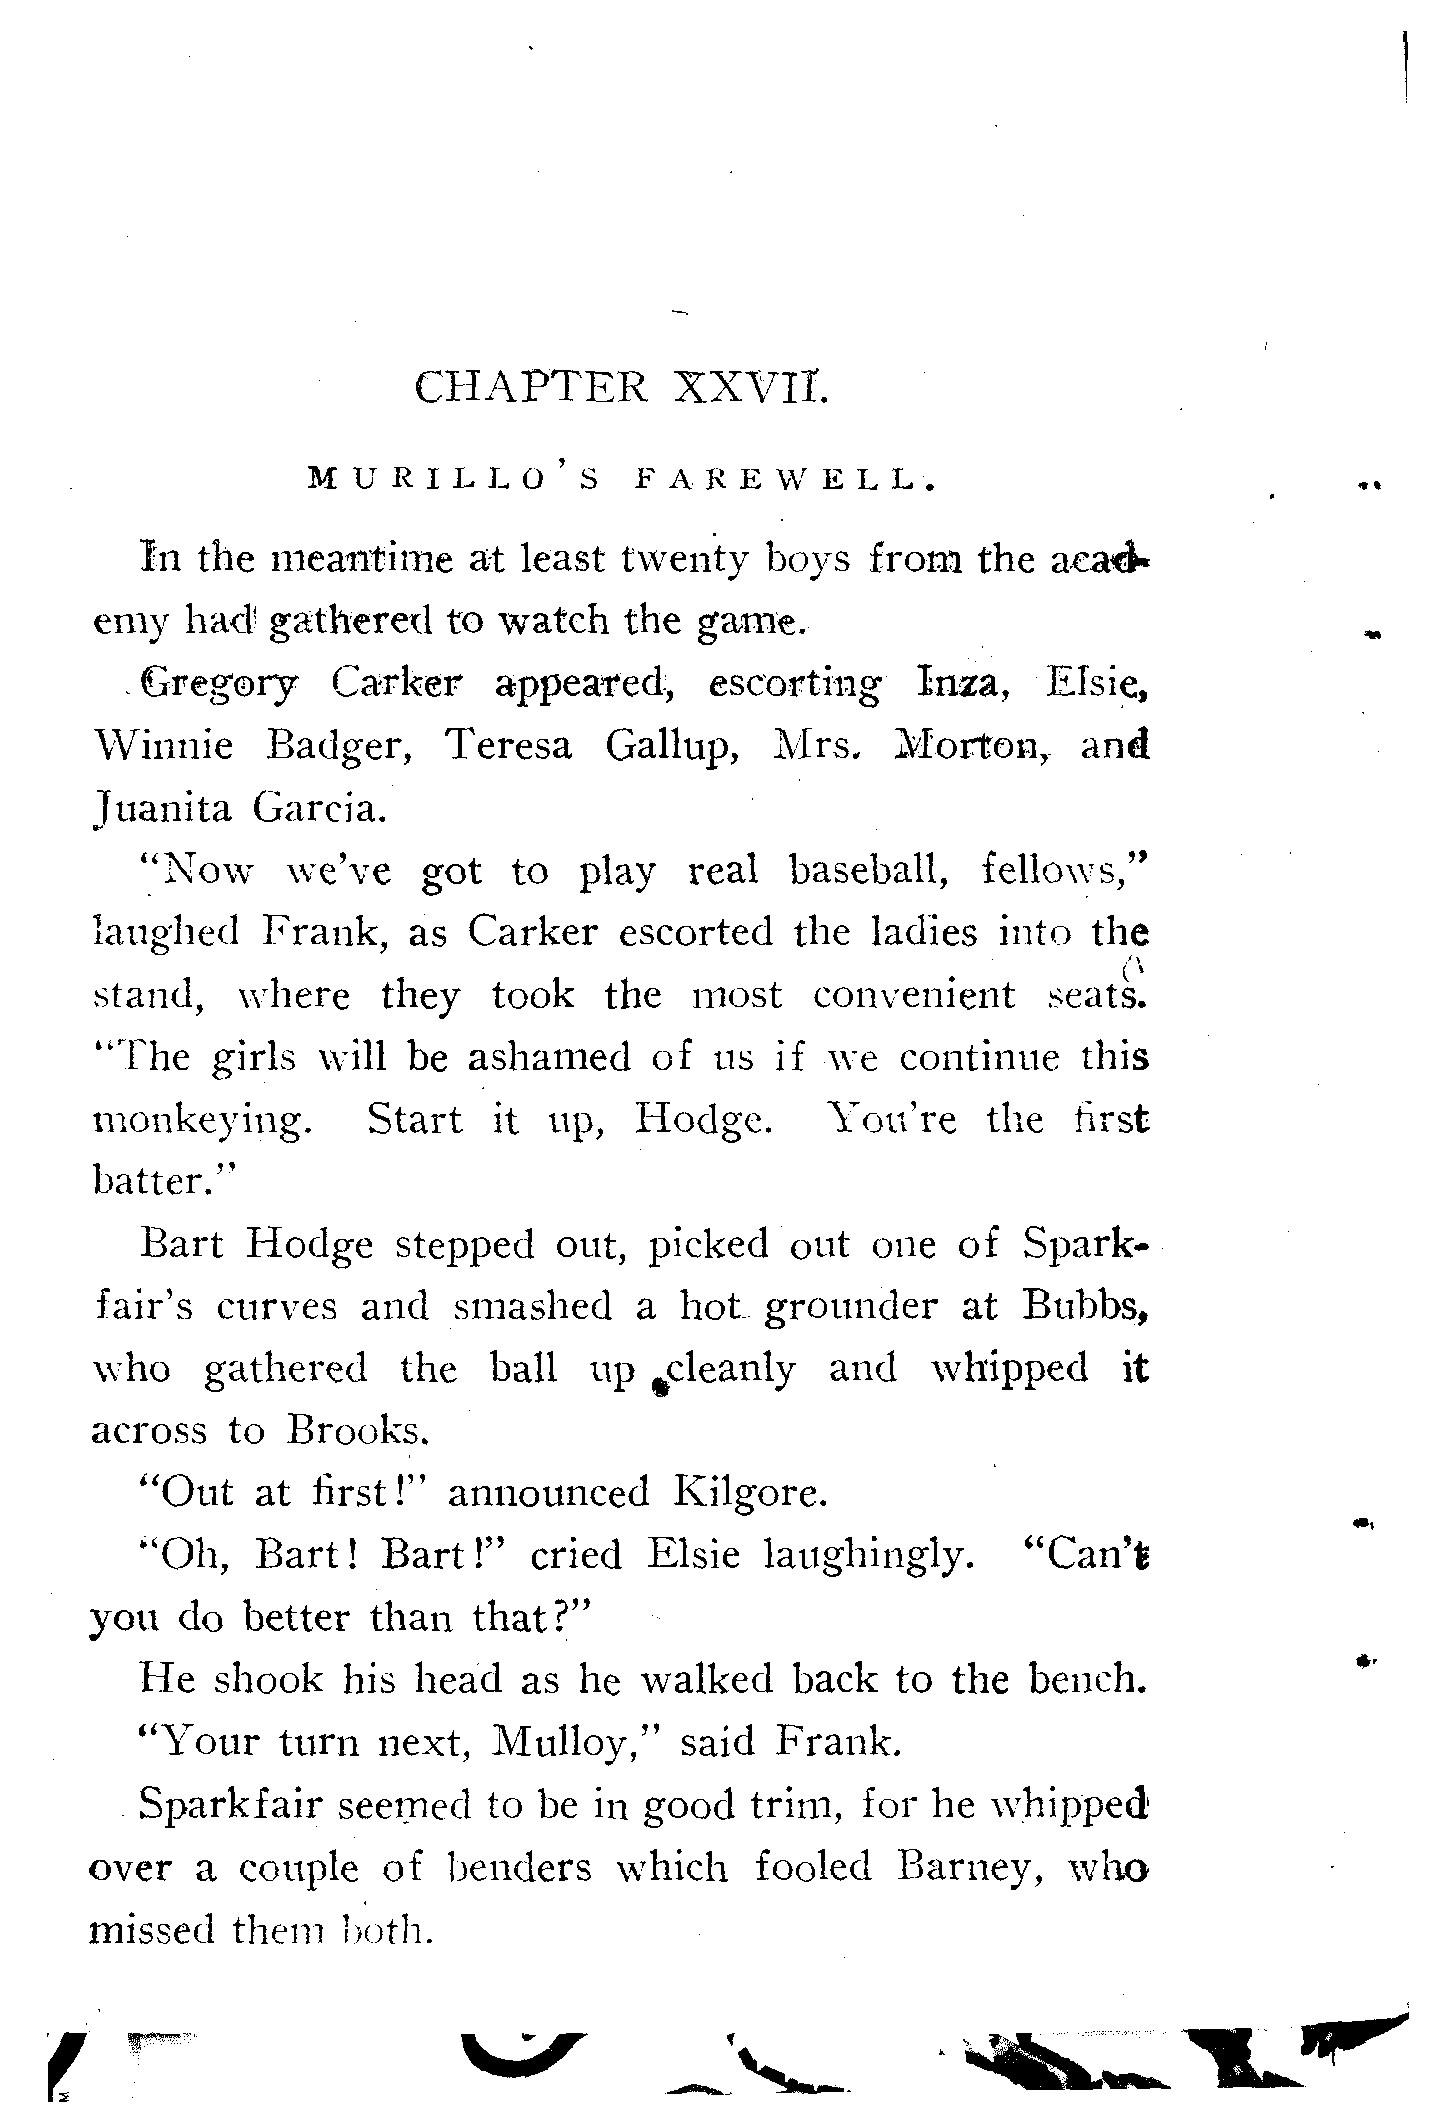 CHAPTER XXVII.
MURILLO'S FAREWELL.
In the meantime at least twenty boys from the acad-
emy had gathered to watch the game.
Gregory Carker appeared, escorting Inza, Elsie,
Winnie Badger, Teresa Gallup, Mrs. Morton, and
Juanita Garcia.
"Now we've got to play real baseball, fellows,"
laughed Frank, as Carker escorted the ladies into the
stand, where they took the most convenient seats.
"The girls will be ashamed of us if we continue this
monkeying. Start it up, Hodge. You're the first
batter."
Bart Hodge stepped out, picked out one of Spark-
fair's curves and smashed a hot grounder at Bubbs,
who gathered the ball up cleanly and whipped it
across to Brooks.
"Out at first!" announced Kilgore.
"Oh, Bart! Bart!" cried Elsie laughingly. "Can't
you do better than that?"
He shook his head as he walked back to the bench.
"Your turn next, Mulloy," said Frank.
Sparkfair seemed to be in good trim, for he whipped
over a couple of benders which fooled Barney, who
missed them both.